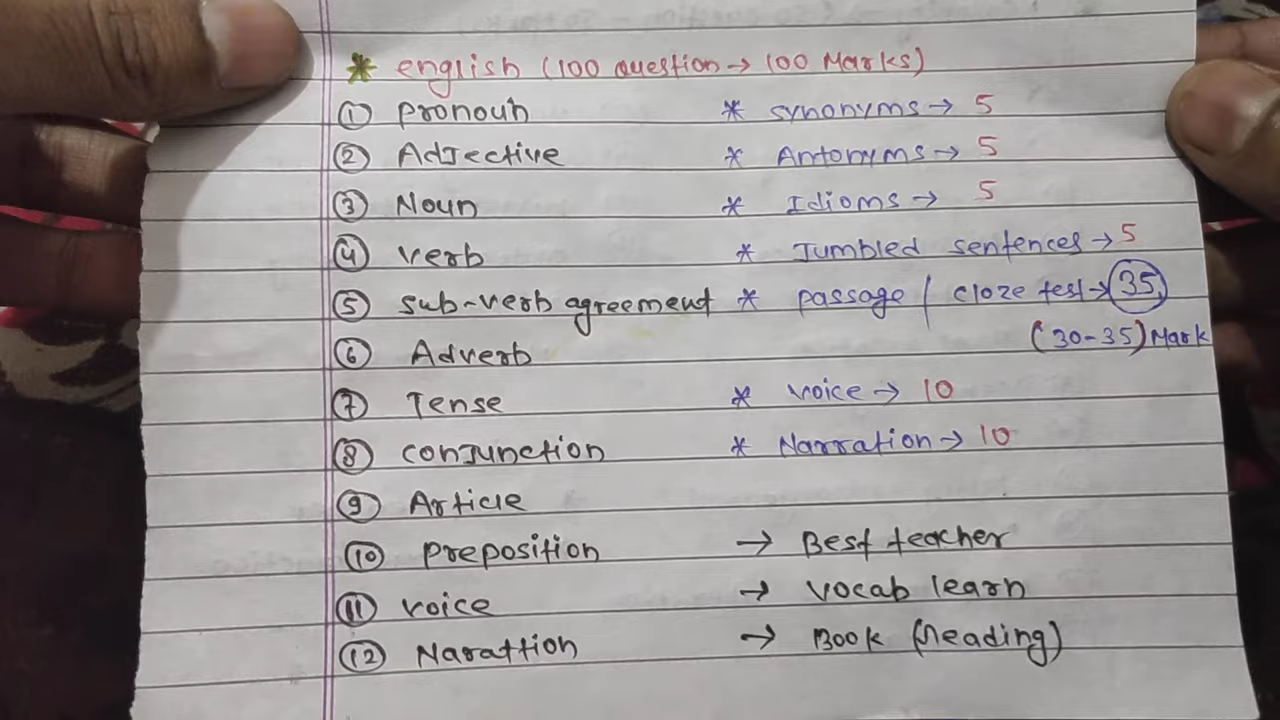 * english (100 question → 100 Marks)
① pronoun * synonyms → 5
② Adjective * Antonyms → 5
③ Noun * Idioms → 5
④ verb * Jumbled sentences → 5
⑤ sub-verb agreement * passage / cloze test → 35
(30-35) Mark
⑥ Adverb
⑦ Tense * voice → 10
⑧ conjunction * Narration → 10
⑨ Article
⑩ preposition → Best teacher
⑪ voice → vocab learn
⑫ Narattion → Book (Reading)